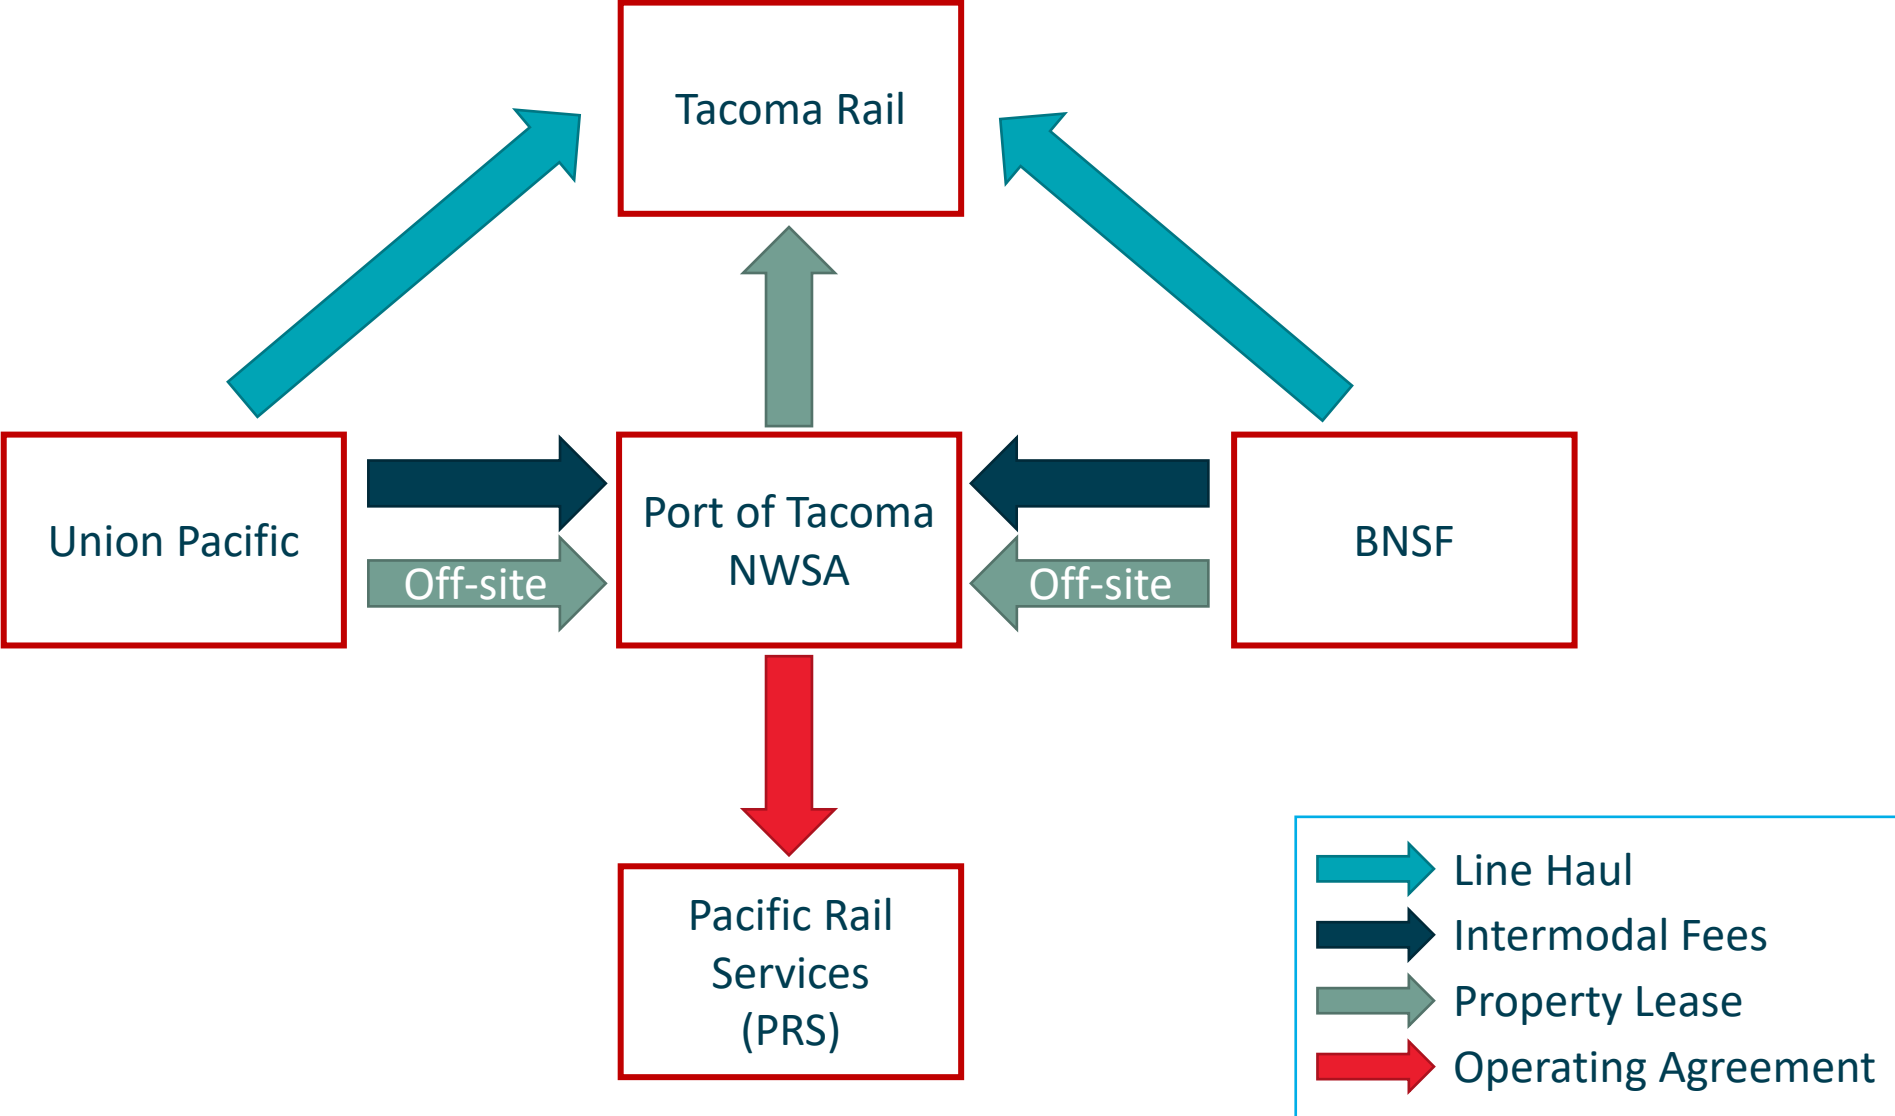 Tacoma Rail
Union Pacific
Off-site
Port of Tacoma
NWSA
Off-site
BNSF
Pacific Rail
Services
(PRS)
Line Haul
Intermodal Fees
Property Lease
Operating Agreement